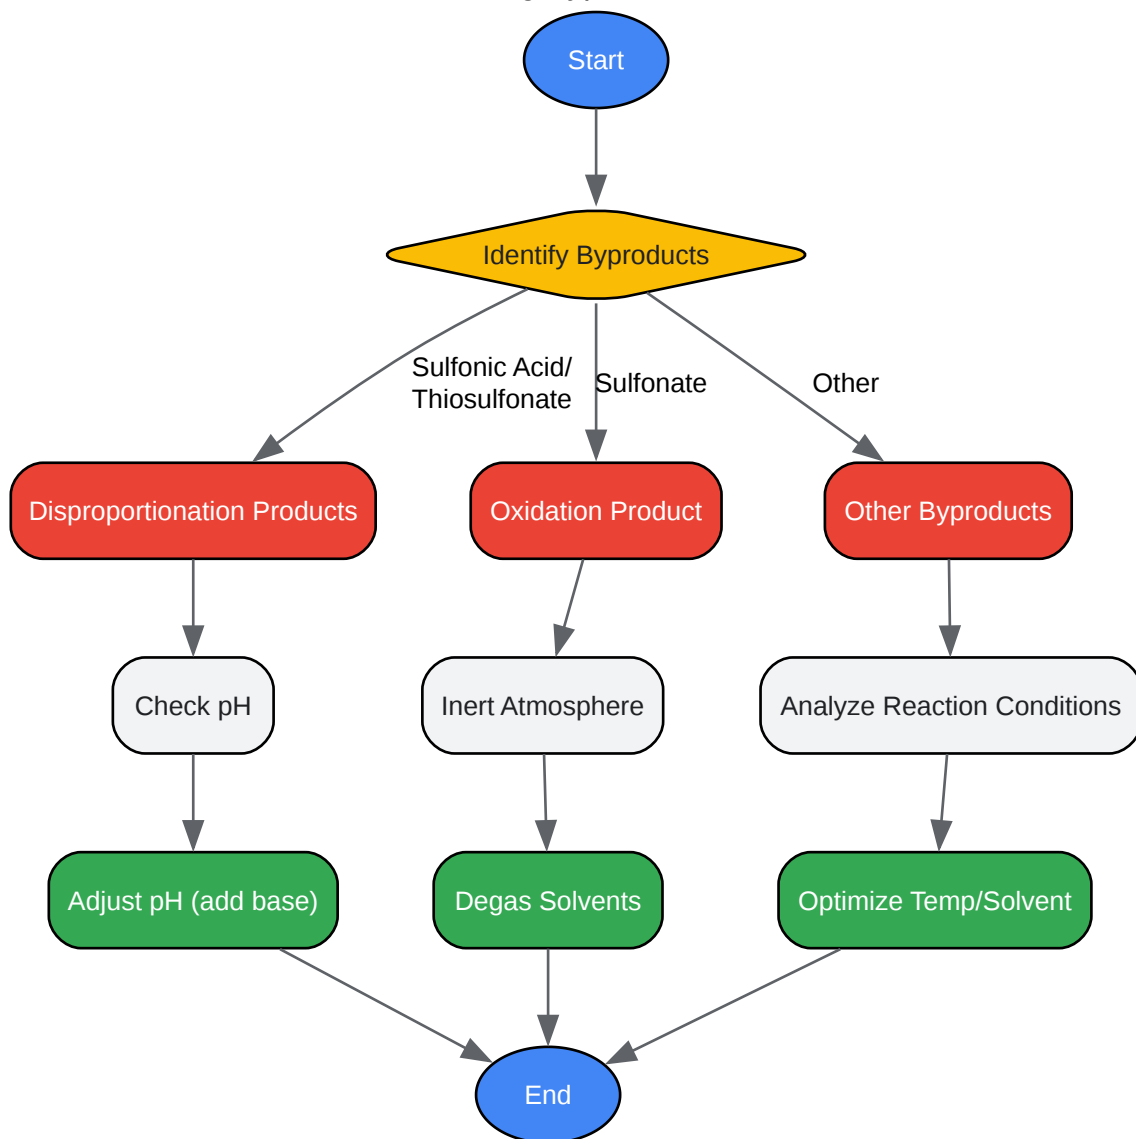 Start
Identify Byproducts
Sulfonic Acid/
Thiosulfonate
Sulfonate
Other
Disproportionation Products
Oxidation Product
Other Byproducts
Check pH
Inert Atmosphere
Analyze Reaction Conditions
Adjust pH (add base)
Degas Solvents
Optimize Temp/Solvent
End